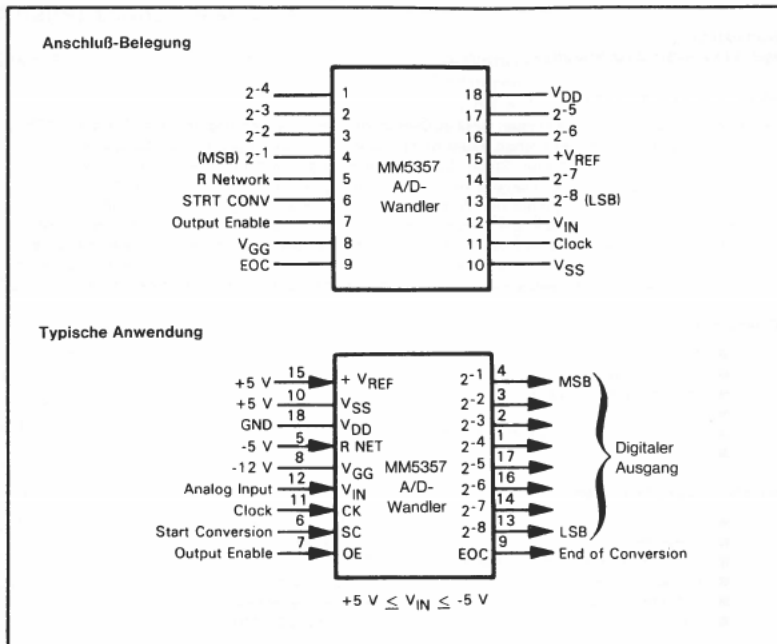 Anschluß-Belegung
2-4 1 18 VDD
2-3 2 17 2-5
2-2 3 16 2-6
(MSB) 2-1 4 15 +VREF
R Network 5 14 2-7
STRT CONV 6 13 2-8 (LSB)
Output Enable 7 12 VIN
VGG 8 11 Clock
EOC 9 10 VSS
MM5357
A/D-
Wandler
Typische Anwendung
+5 V 15 + VREF 2-1 4 MSB
+5 V 10 VSS 2-2 3
GND 18 VDD 2-3 2
-5 V 5 R NET 2-4 1
-12 V 8 VGG 2-5 17
Analog Input 12 VIN 2-6 16
Clock 11 CK 2-7 14
Start Conversion 6 SC 2-8 13 LSB
Output Enable 7 OE EOC 9 End of Conversion
MM5357
A/D-
Wandler
Digitaler
Ausgang
+5 V ≤ VIN ≤ -5 V